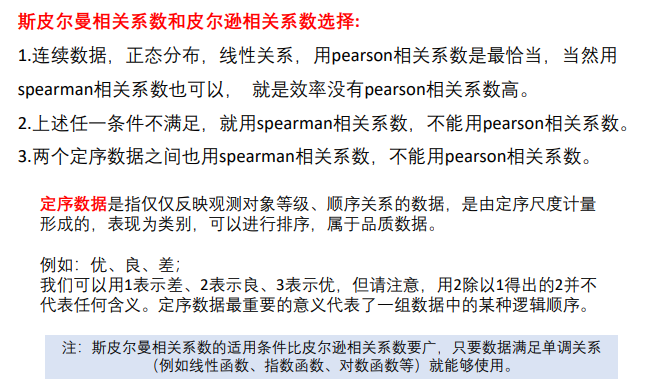 斯皮尔曼相关系数和皮尔逊相关系数选择:
1.连续数据，正态分布，线性关系，用pearson相关系数是最恰当，当然用
spearman相关系数也可以， 就是效率没有pearson相关系数高。
2.上述任一条件不满足，就用spearman相关系数，不能用pearson相关系数。
3.两个定序数据之间也用spearman相关系数，不能用pearson相关系数。
定序数据是指仅仅反映观测对象等级、顺序关系的数据，是由定序尺度计量
形成的，表现为类别，可以进行排序，属于品质数据。
例如：优、良、差；
我们可以用1表示差、2表示良、3表示优，但请注意，用2除以1得出的2并不
代表任何含义。定序数据最重要的意义代表了一组数据中的某种逻辑顺序。
注：斯皮尔曼相关系数的适用条件比皮尔逊相关系数要广，只要数据满足单调关系
（例如线性函数、指数函数、对数函数等）就能够使用。